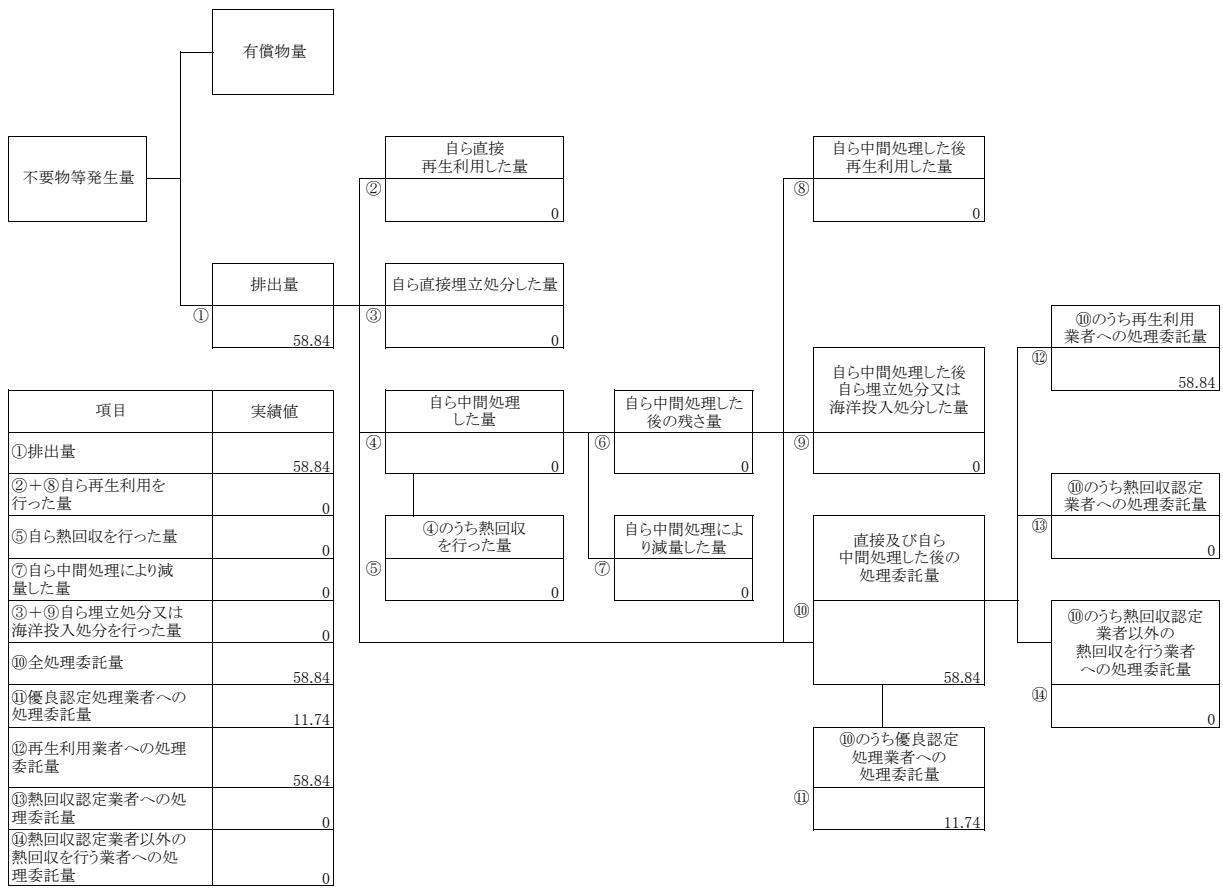 有償物量
不要物等発生量
自ら直接
再生利用した量
②
0
自ら中間処理した後
再生利用した量
⑧
0
排出量
①
58.84
自ら直接埋立処分した量
③
0
⑩のうち再生利用
業者への処理委託量
⑫
58.84
自ら中間処理
した量
④
0
自ら中間処理した
後の残さ量
⑥
0
自ら中間処理した後
自ら埋立処分又は
海洋投入処分した量
⑨
0
⑩のうち熱回収認定
業者への処理委託量
⑬
0
④のうち熱回収
を行った量
⑤
0
自ら中間処理によ
り減量した量
⑦
0
直接及び自ら
中間処理した後の
処理委託量
⑩
58.84
⑩のうち熱回収認定
業者以外の
熱回収を行う業者
への処理委託量
⑭
0
⑩のうち優良認定
処理業者への
処理委託量
⑪
11.74
項目 実績値
①排出量
58.84
②+⑧自ら再生利用を
行った量
0
⑤自ら熱回収を行った量
0
⑦自ら中間処理により減
量した量
0
③+⑨自ら埋立処分又は
海洋投入処分を行った量
0
⑩全処理委託量
58.84
⑪優良認定処理業者への
処理委託量
11.74
⑫再生利用業者への処理
委託量
58.84
⑬熱回収認定業者への処
理委託量
0
⑭熱回収認定業者以外の
熱回収を行う業者への処
理委託量
0